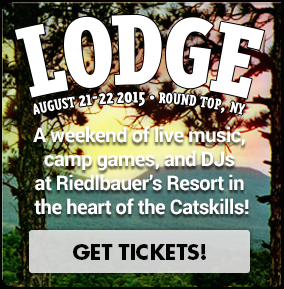 LODGE
AUGUST 21-22 2015 • ROUND TOP, NY
A weekend of live music,
camp games, and DJs
at Riedlbauer's Resort in
the heart of the Catskills!
GET TICKETS!